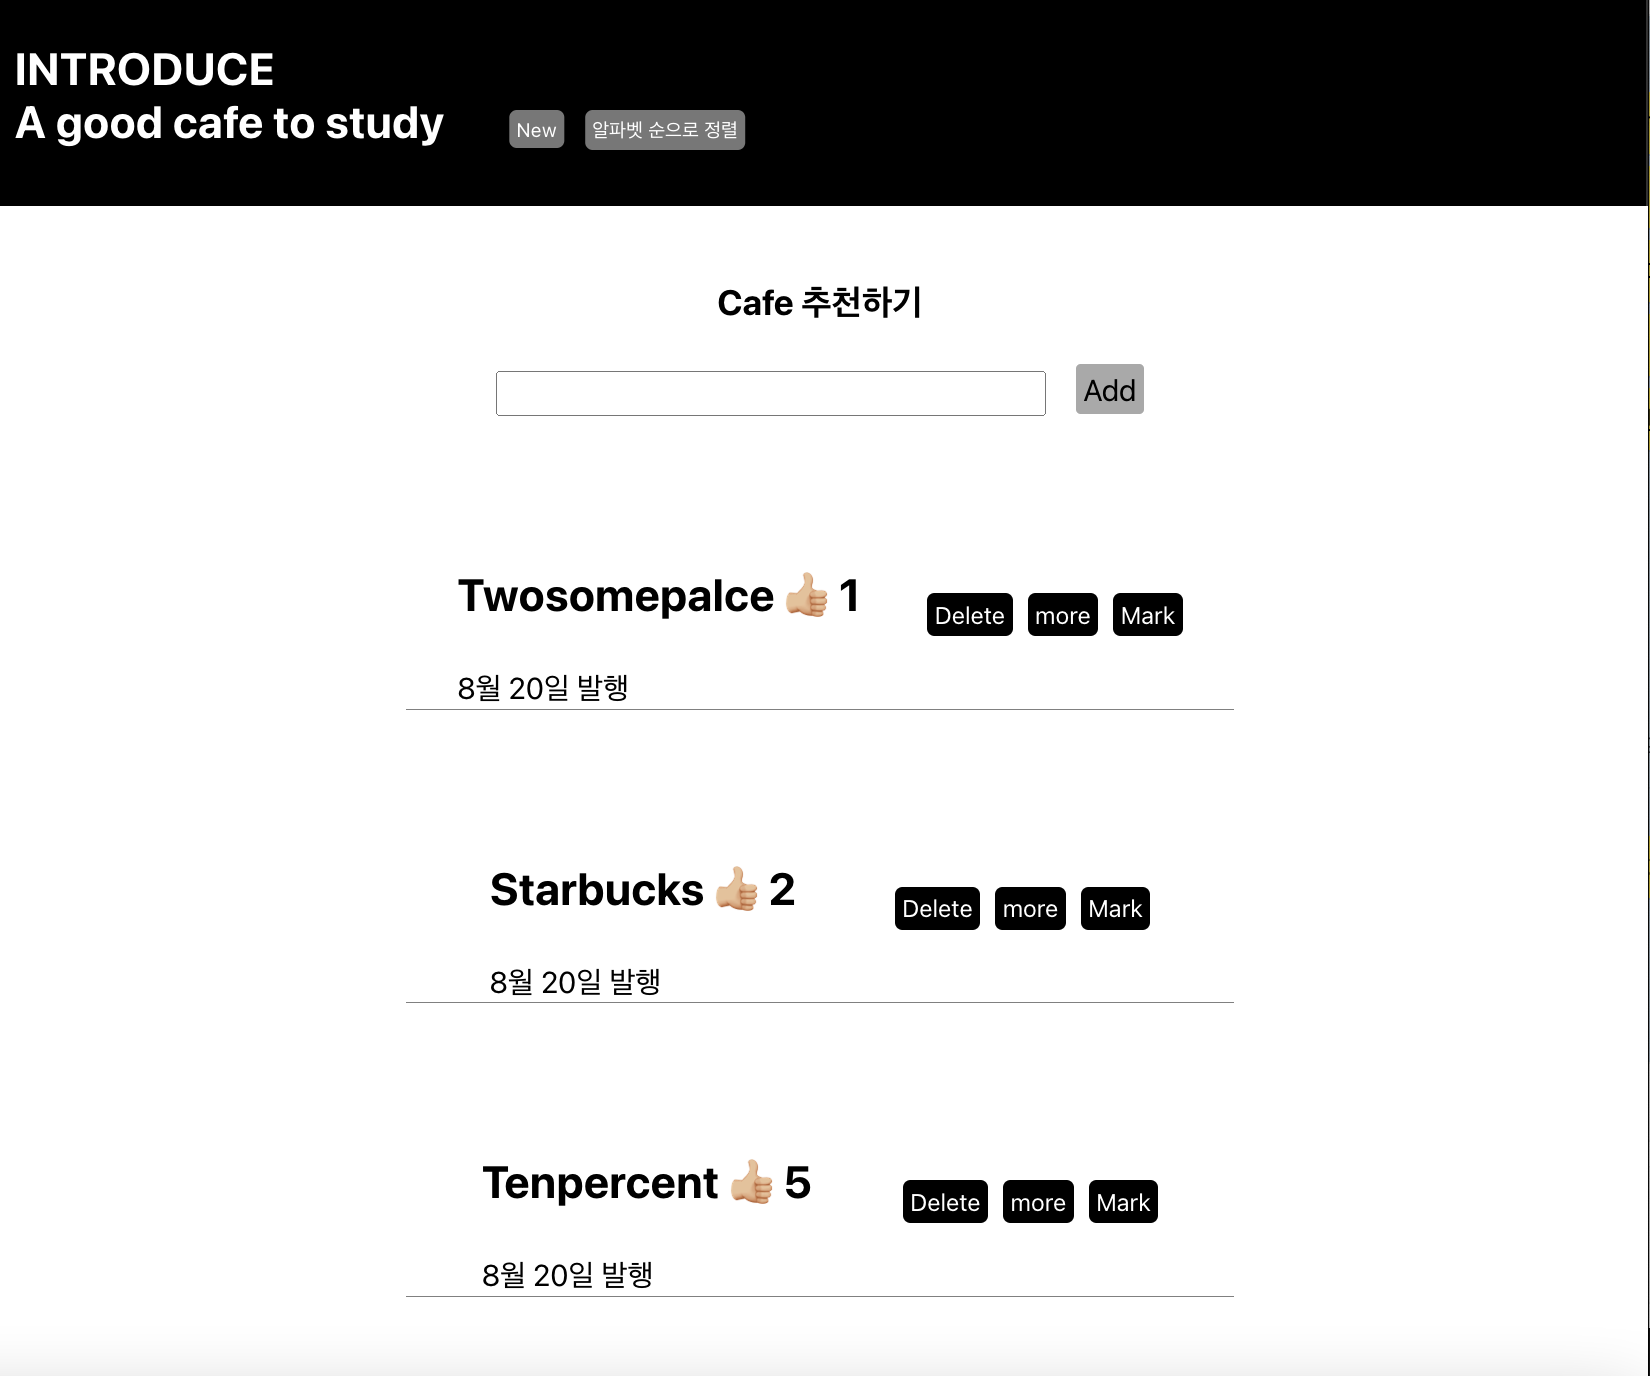 INTRODUCE
A good cafe to study
New
알파벳 순으로 정렬
Cafe 추천하기
Add
Twosomepalce 👍🏼 1
Delete more Mark
8월 20일 발행
Starbucks 👍🏼 2
Delete more Mark
8월 20일 발행
Tenpercent 👍🏼 5
Delete more Mark
8월 20일 발행